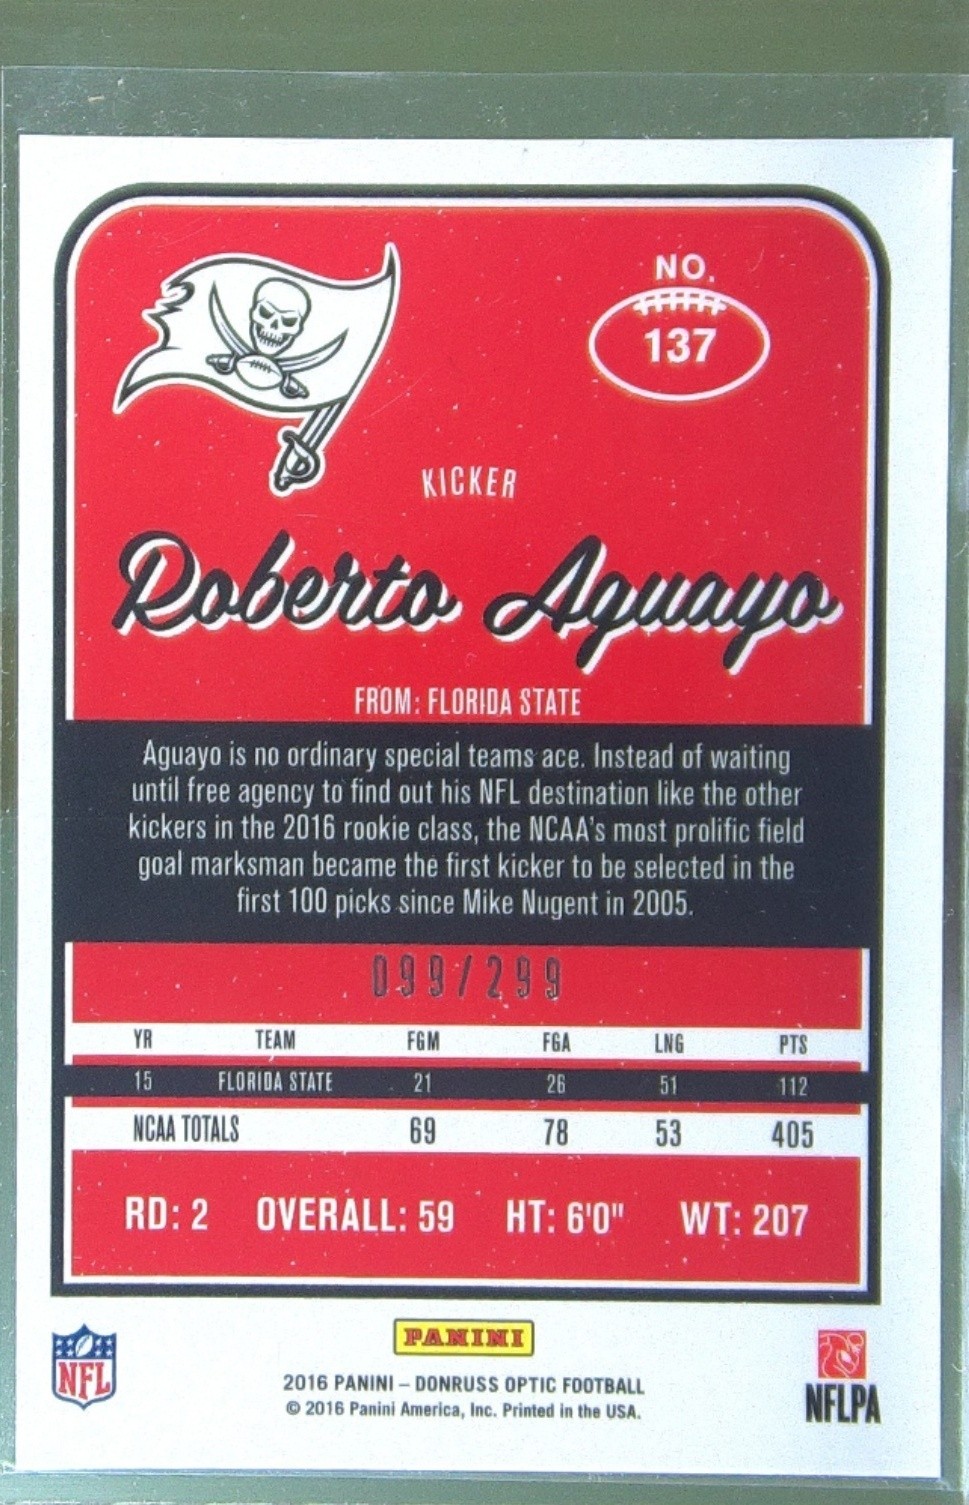 NO.
137
KICKER
Roberto Aguayo
FROM: FLORIDA STATE
Aguayo is no ordinary special teams ace. Instead of waiting
until free agency to find out his NFL destination like the other
kickers in the 2016 rookie class, the NCAA's most prolific field
goal marksman became the first kicker to be selected in the
first 100 picks since Mike Nugent in 2005.
099/299
YR TEAM FGM FGA LNG PTS
15 FLORIDA STATE 21 26 51 112
NCAA TOTALS 69 78 53 405
RD: 2 OVERALL: 59 HT: 6'0" WT: 207
PANINI
NFL
2016 PANINI – DONRUSS OPTIC FOOTBALL
© 2016 Panini America, Inc. Printed in the USA.
NFLPA